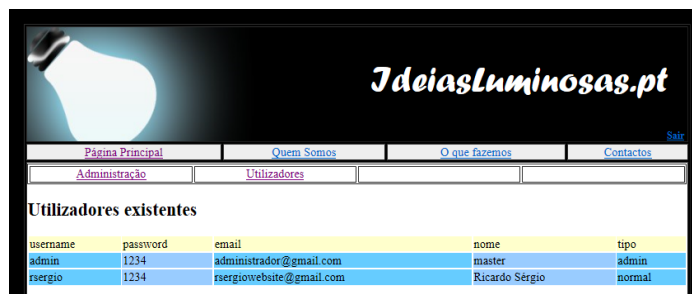 IdeiasLuminosas.pt
Sair
Página Principal Quem Somos O que fazemos Contactos
Administração Utilizadores
Utilizadores existentes
username password email nome tipo
admin 1234 administrador@gmail.com master admin
rsergio 1234 rsergiowebsite@gmail.com Ricardo Sérgio normal